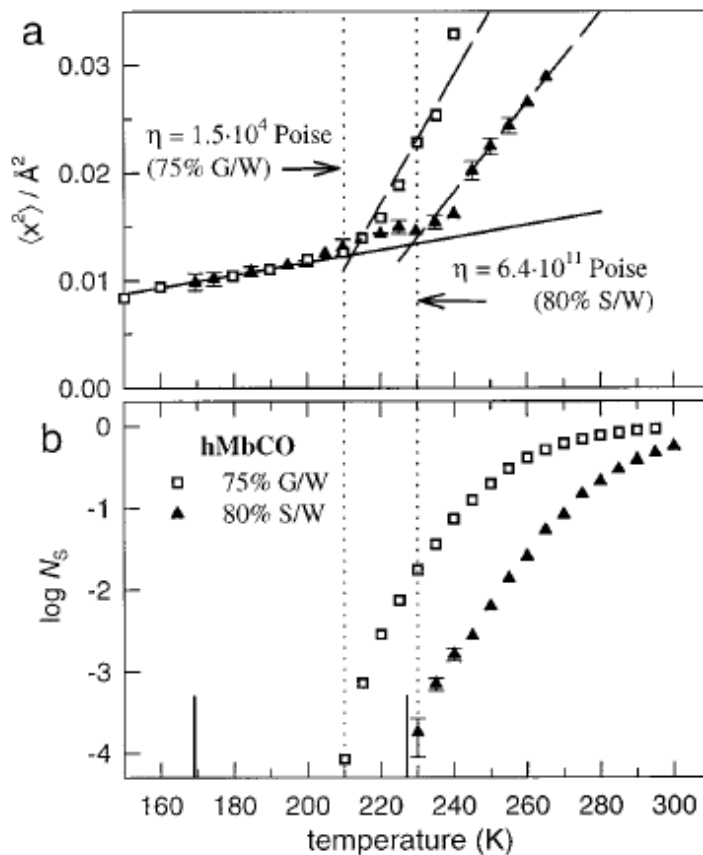 a
0.03
0.02
0.01
0.00
⟨x²⟩ / Å²
η = 1.5·10⁴ Poise
(75% G/W)
η = 6.4·10¹¹ Poise
(80% S/W)
b
hMbCO
75% G/W
80% S/W
0
-1
-2
-3
-4
log Nₛ
160 180 200 220 240 260 280 300
temperature (K)